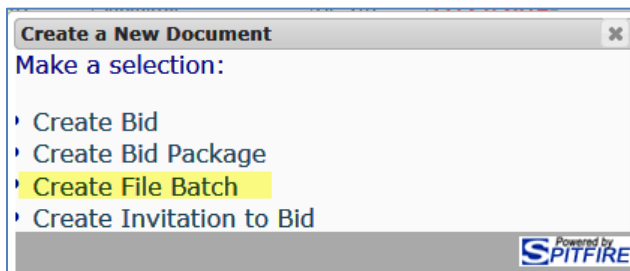 Create a New Document
Make a selection:
Create Bid
Create Bid Package
Create File Batch
Create Invitation to Bid
Powered by
SPITFIRE